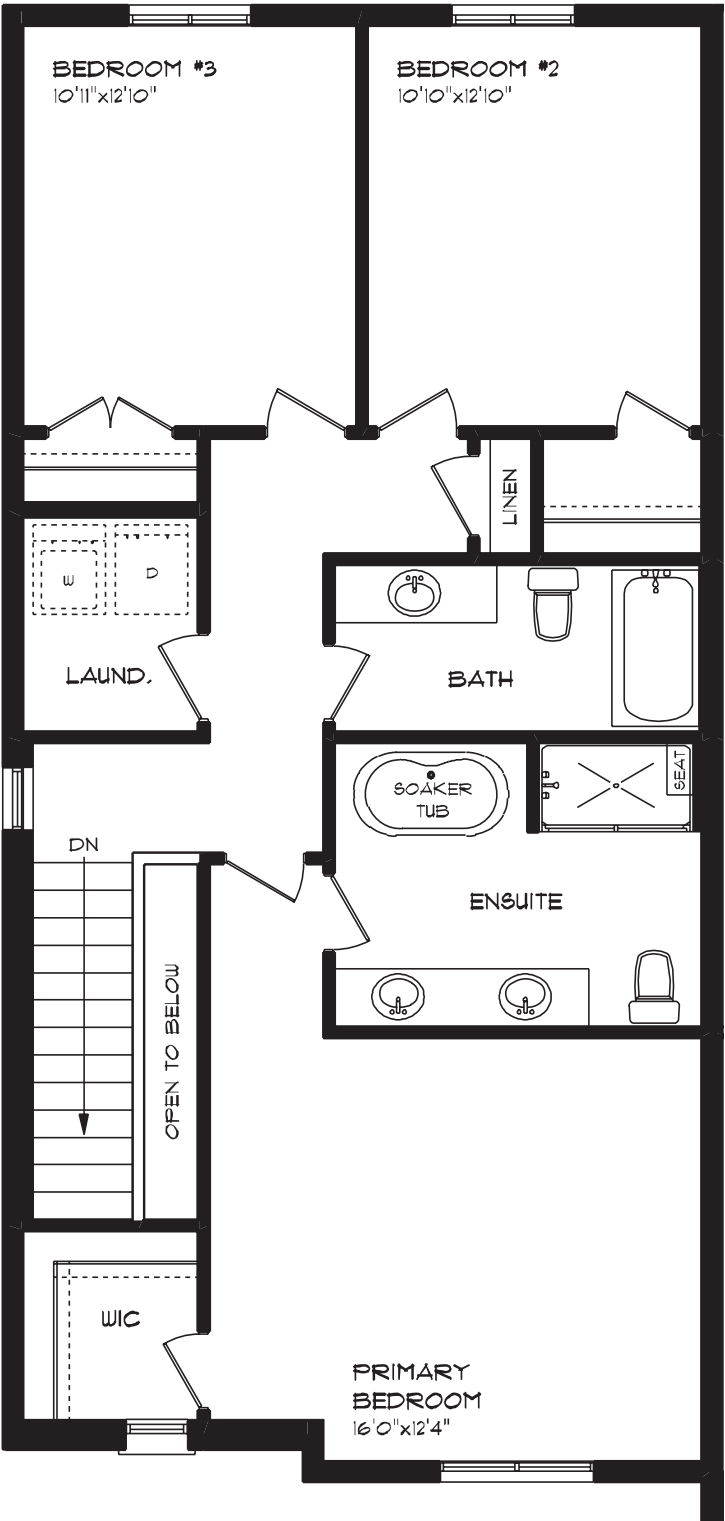 BEDROOM #3
10'11"x12'10"
BEDROOM #2
10'10"x12'10"
LINEN
W
D
LAUND.
BATH
SOAKER
TUB
SEAT
DN
ENSUITE
OPEN TO BELOW
WIC
PRIMARY
BEDROOM
16'0"x12'4"